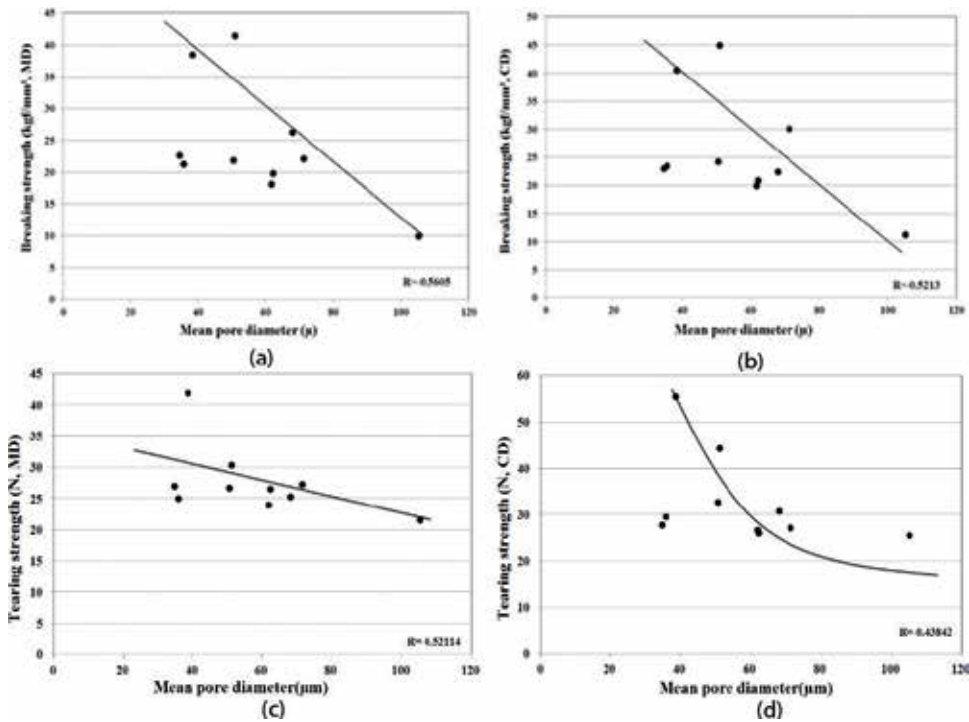 45
40
35
30
25
20
15
10
5
0
Breaking strength (kgf/mm², MD)
R= 0.5605
0 20 40 60 80 100 120
Mean pore diameter (µ)
(a)
50
45
40
35
30
25
20
15
10
5
0
Breaking strength (kgf/mm², CD)
R= 0.5213
0 20 40 60 80 100 120
Mean pore diameter (µ)
(b)
45
40
35
30
25
20
15
10
5
0
Tearing strength (N, MD)
R= 0.52114
0 20 40 60 80 100 120
Mean pore diameter(µm)
(c)
60
50
40
30
20
10
0
Tearing strength (N, CD)
R= 0.43842
0 20 40 60 80 100 120
Mean pore diameter(µm)
(d)